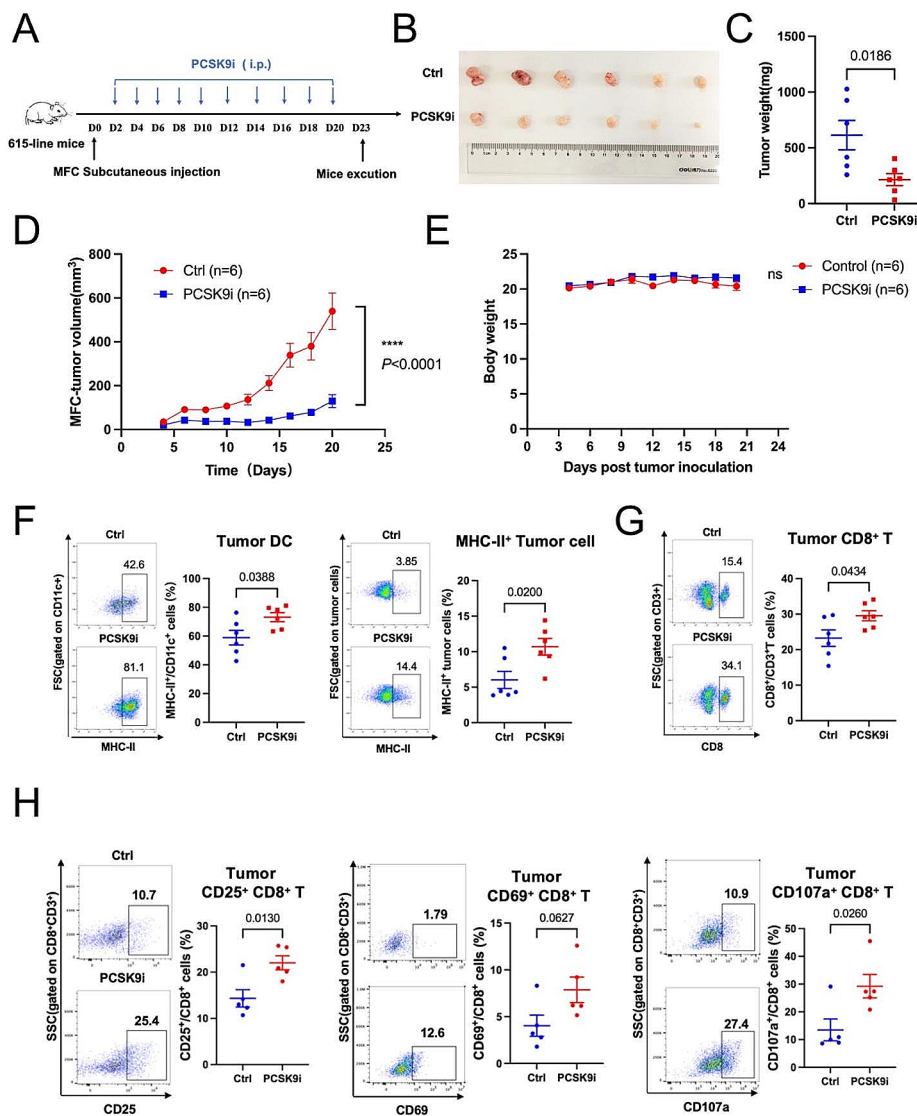 A
PCSK9i ( i.p.)
615-line mice
D0 D2 D4 D6 D8 D10 D12 D14 D16 D18 D20 D23
MFC Subcutaneous injection
Mice excution
B
Ctrl
PCSK9i
C
Tumor weight(mg)
1500
1000
500
0
0.0186
Ctrl PCSK9i
D
MFC-tumor volume(mm3)
800
600
400
200
0
Ctrl (n=6)
PCSK9i (n=6)
****
P<0.0001
0 5 10 15 20 25
Time (Days)
E
Body weight
25
20
15
10
5
0
ns
Control (n=6)
PCSK9i (n=6)
0 3 6 9 12 15 18 21 24
Days post tumor inoculation
F
FSC(gated on CD11c+)
Ctrl
42.6
PCSK9i
81.1
MHC-II
Tumor DC
MHC-II+/CD11c+ cells (%)
100
80
60
40
20
0
0.0388
Ctrl PCSK9i
FSC(gated on tumor cells)
Ctrl
3.85
PCSK9i
14.4
MHC-II
MHC-II+ Tumor cell
MHC-II+ tumor cells (%)
20
15
10
5
0
0.0200
Ctrl PCSK9i
G
FSC(gated on CD3+)
Ctrl
15.4
PCSK9i
34.1
CD8
Tumor CD8+ T
CD8+/CD3+T cells (%)
40
30
20
10
0
0.0434
Ctrl PCSK9i
H
SSC(gated on CD8+CD3+)
Ctrl
10.7
PCSK9i
25.4
CD25
Tumor
CD25+ CD8+ T
CD25+/CD8+ cells (%)
30
20
10
0
0.0130
Ctrl PCSK9i
SSC(gated on CD8+CD3+)
1.79
12.6
CD69
Tumor
CD69+ CD8+ T
CD69+/CD8+ cells (%)
15
10
5
0
0.0627
Ctrl PCSK9i
SSC(gated on CD8+CD3+)
10.9
27.4
CD107a
Tumor
CD107a+ CD8+ T
CD107a+/CD8+ cells (%)
50
40
30
20
10
0
0.0260
Ctrl PCSK9i